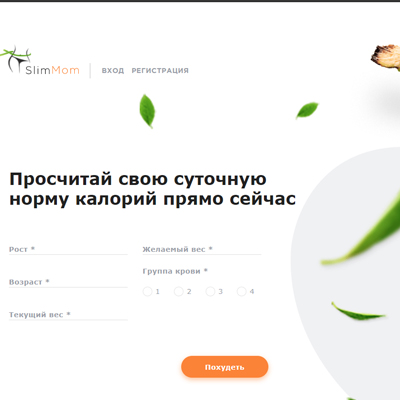 SlimMom
ВХОД РЕГИСТРАЦИЯ
Просчитай свою суточную
норму калорий прямо сейчас
Рост *
Возраст *
Текущий вес *
Желаемый вес *
Группа крови *
1 2 3 4
Похудеть